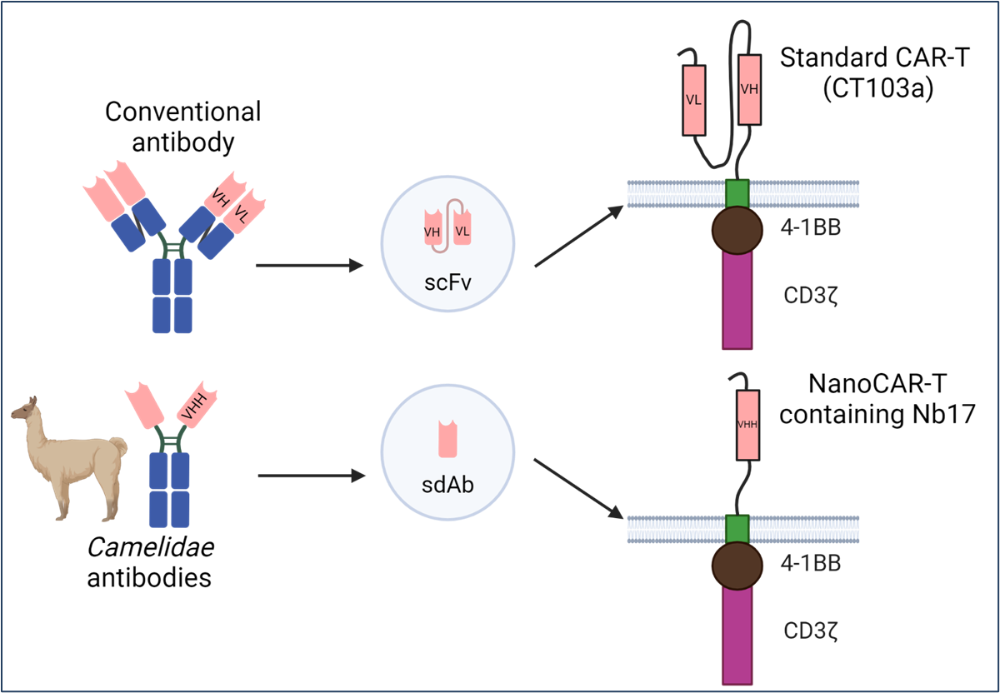 Conventional
antibody
VH
VL
VH
VL
scFv
VL
VH
Standard CAR-T
(CT103a)
4-1BB
CD3ζ
VHH
Camelidae
antibodies
sdAb
VHH
NanoCAR-T
containing Nb17
4-1BB
CD3ζ